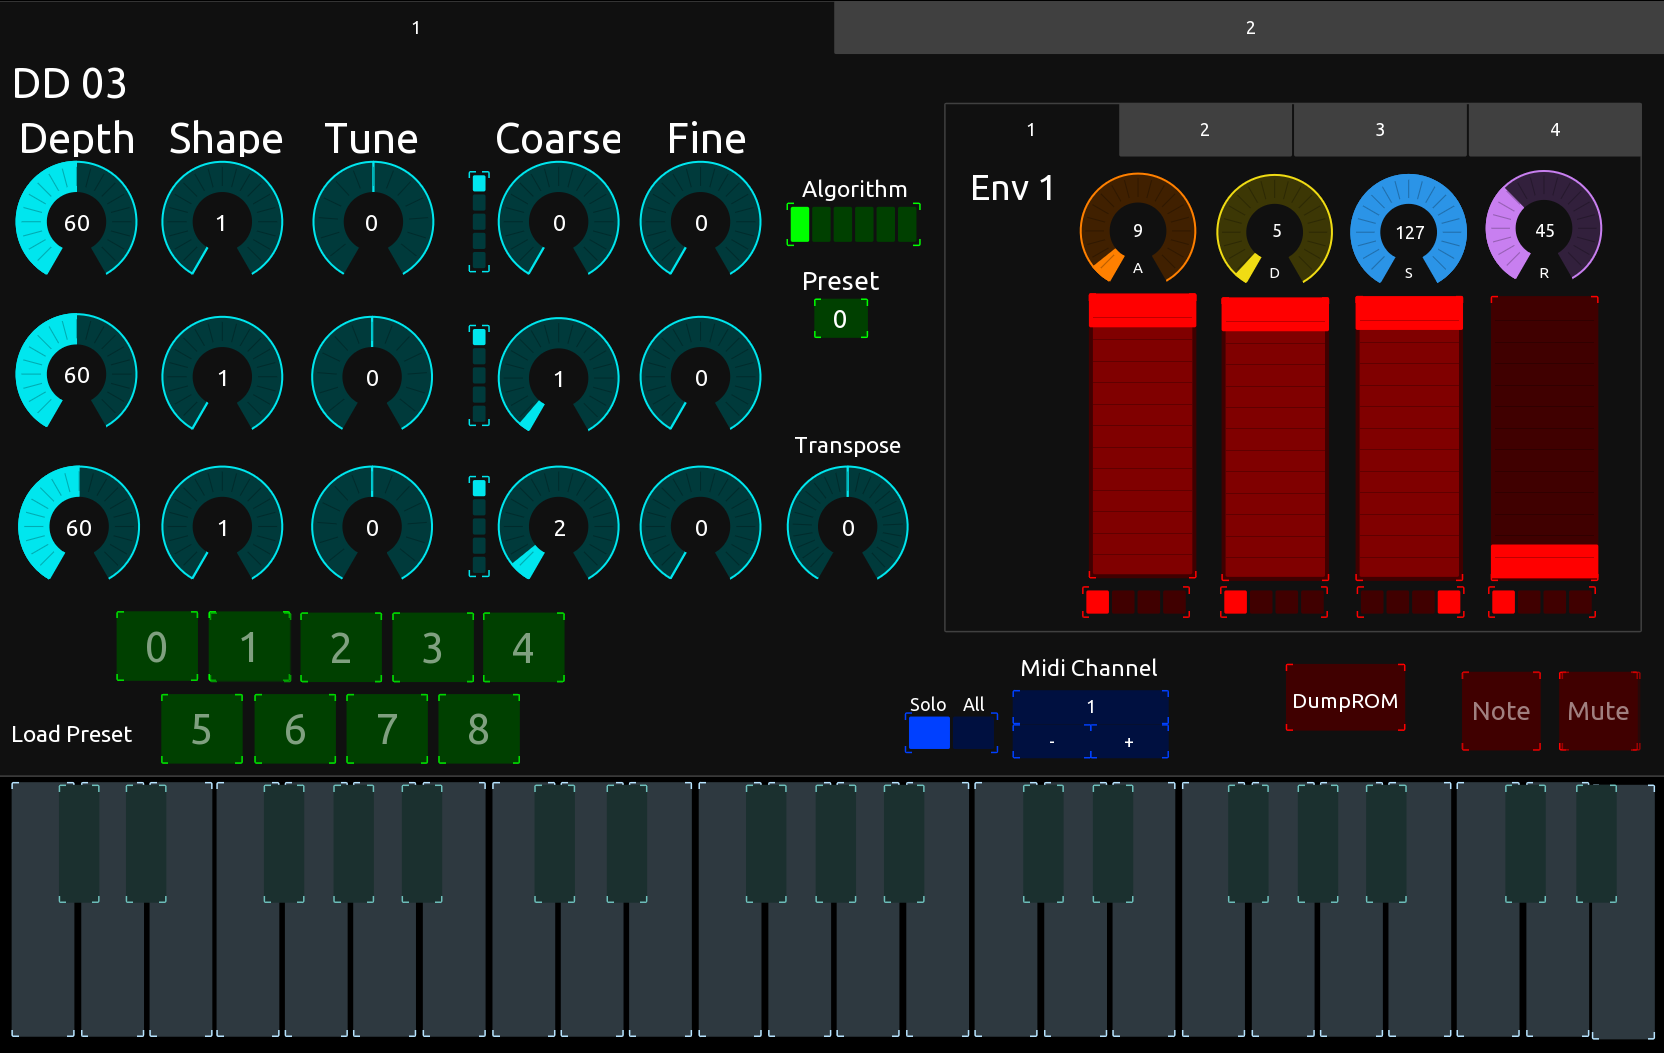 1 2
DD 03
Depth Shape Tune Coarse Fine
1 2 3 4
Env 1
9 5 127 45
A D S R
60 1 0 0 0
Algorithm
Preset
0
60 1 0 1 0
Transpose
60 1 0 2 0 0
0 1 2 3 4
Load Preset 5 6 7 8
Midi Channel
Solo All
1
- +
DumpROM
Note Mute